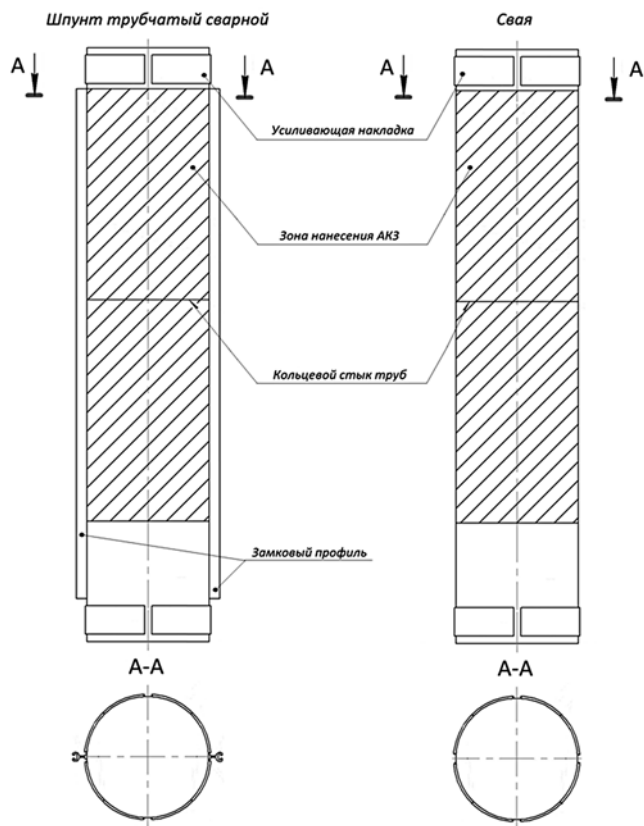 Шпунт трубчатый сварной
Свая
А
А
А
А
Усиливающая накладка
Зона нанесения АКЗ
Кольцевой стык труб
Замковый профиль
А-А
А-А